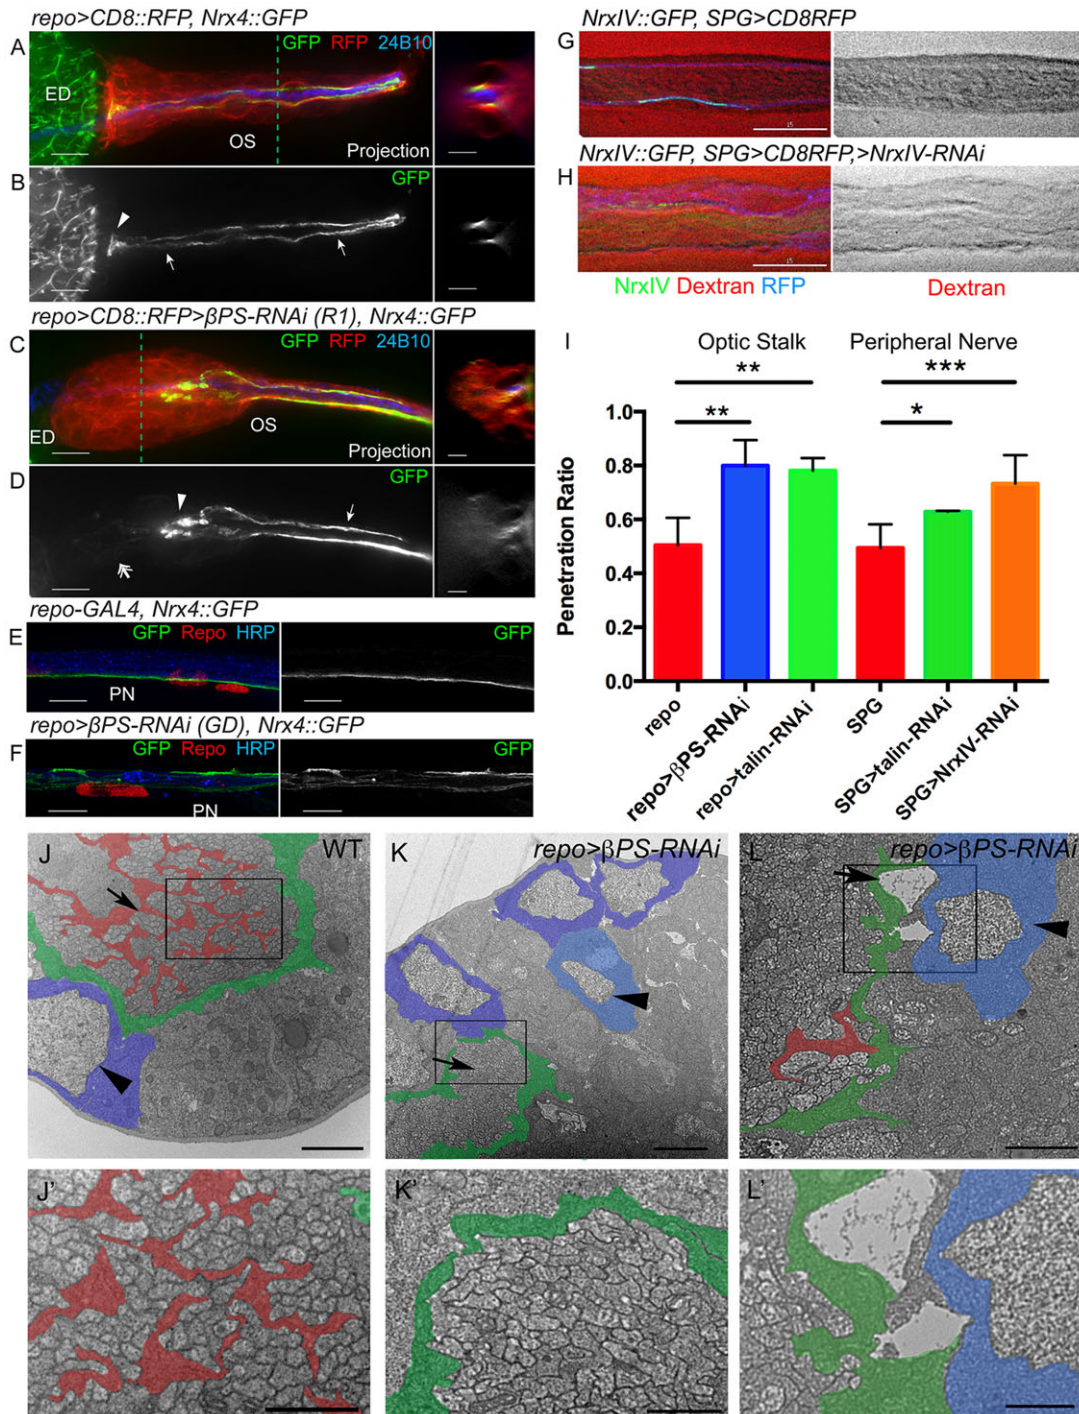 repo>CD8::RFP, Nrx4::GFP
A
GFP RFP 24B10
ED
OS
Projection
B
GFP
repo>CD8::RFP>βPS-RNAi (R1), Nrx4::GFP
C
GFP RFP 24B10
ED
OS
Projection
D
GFP
repo-GAL4, Nrx4::GFP
E
GFP Repo HRP
GFP
PN
repo>βPS-RNAi (GD), Nrx4::GFP
F
GFP Repo HRP
GFP
PN
NrxIV::GFP, SPG>CD8RFP
G
15
NrxIV::GFP, SPG>CD8RFP,>NrxIV-RNAi
H
15
NrxIV Dextran RFP
Dextran
I
Optic Stalk
Peripheral Nerve
**
***
**
*
Penetration Ratio
1.0
0.8
0.6
0.4
0.2
0.0
repo
repo>βPS-RNAi
repo>talin-RNAi
SPG
SPG>talin-RNAi
SPG>NrxIV-RNAi
J
WT
K
repo>βPS-RNAi
L
repo>βPS-RNAi
J'
K'
L'